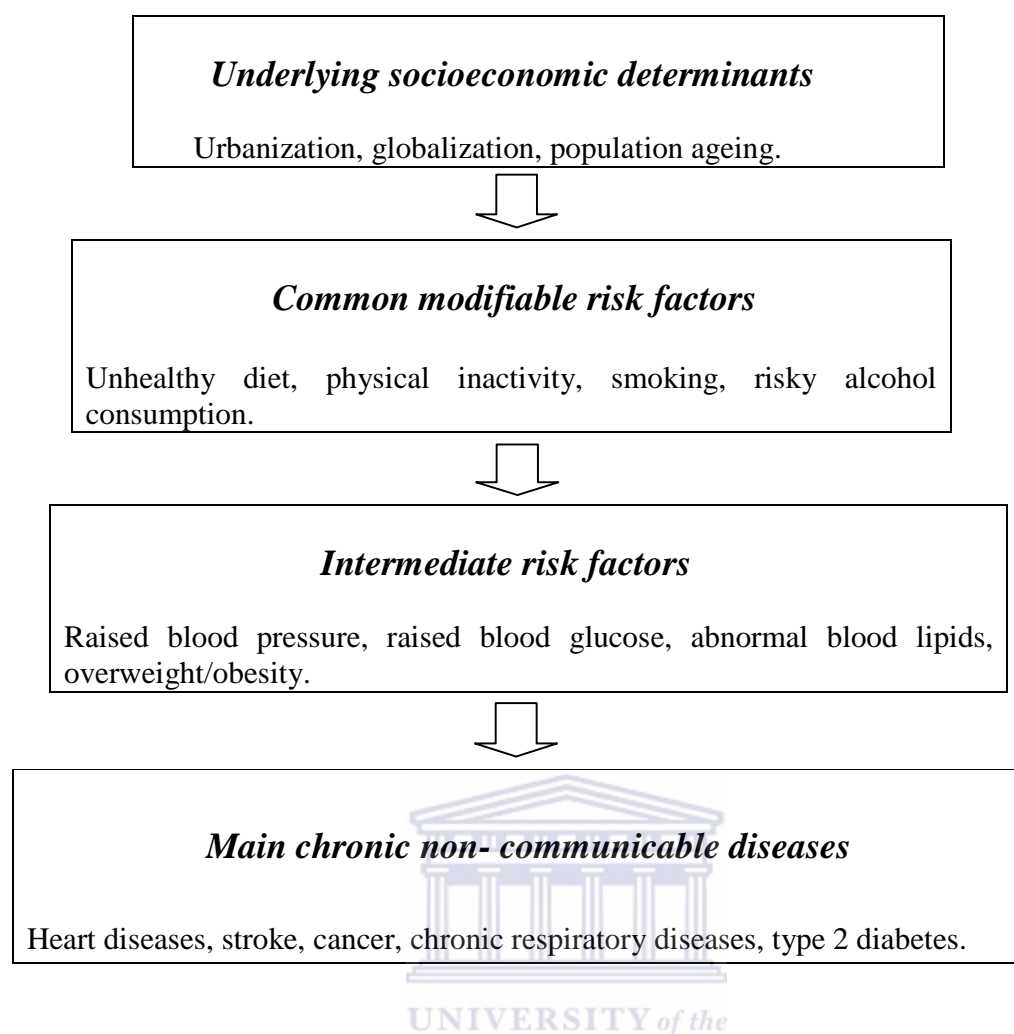 Underlying socioeconomic determinants
Urbanization, globalization, population ageing.
Common modifiable risk factors
Unhealthy diet, physical inactivity, smoking, risky alcohol
consumption.
Intermediate risk factors
Raised blood pressure, raised blood glucose, abnormal blood lipids,
overweight/obesity.
Main chronic non- communicable diseases
Heart diseases, stroke, cancer, chronic respiratory diseases, type 2 diabetes.
UNIVERSITY of the